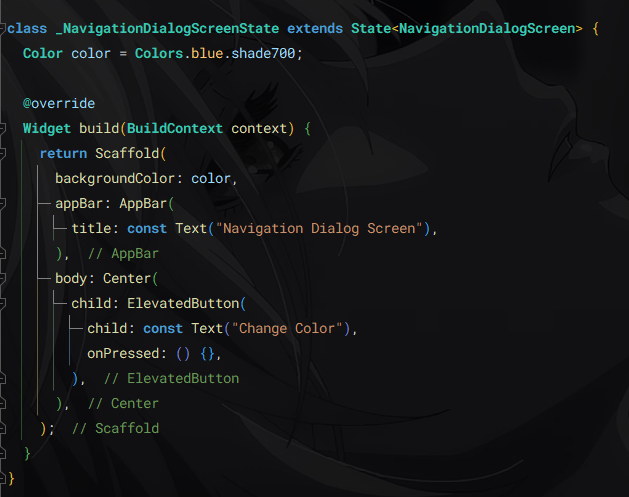 class _NavigationDialogScreenState extends State<NavigationDialogScreen> {
  Color color = Colors.blue.shade700;

  @override
  Widget build(BuildContext context) {
    return Scaffold(
      backgroundColor: color,
      appBar: AppBar(
        title: const Text("Navigation Dialog Screen"),
      ), // AppBar
      body: Center(
        child: ElevatedButton(
          child: const Text("Change Color"),
          onPressed: () {},
        ), // ElevatedButton
      ), // Center
    ); // Scaffold
  }
}